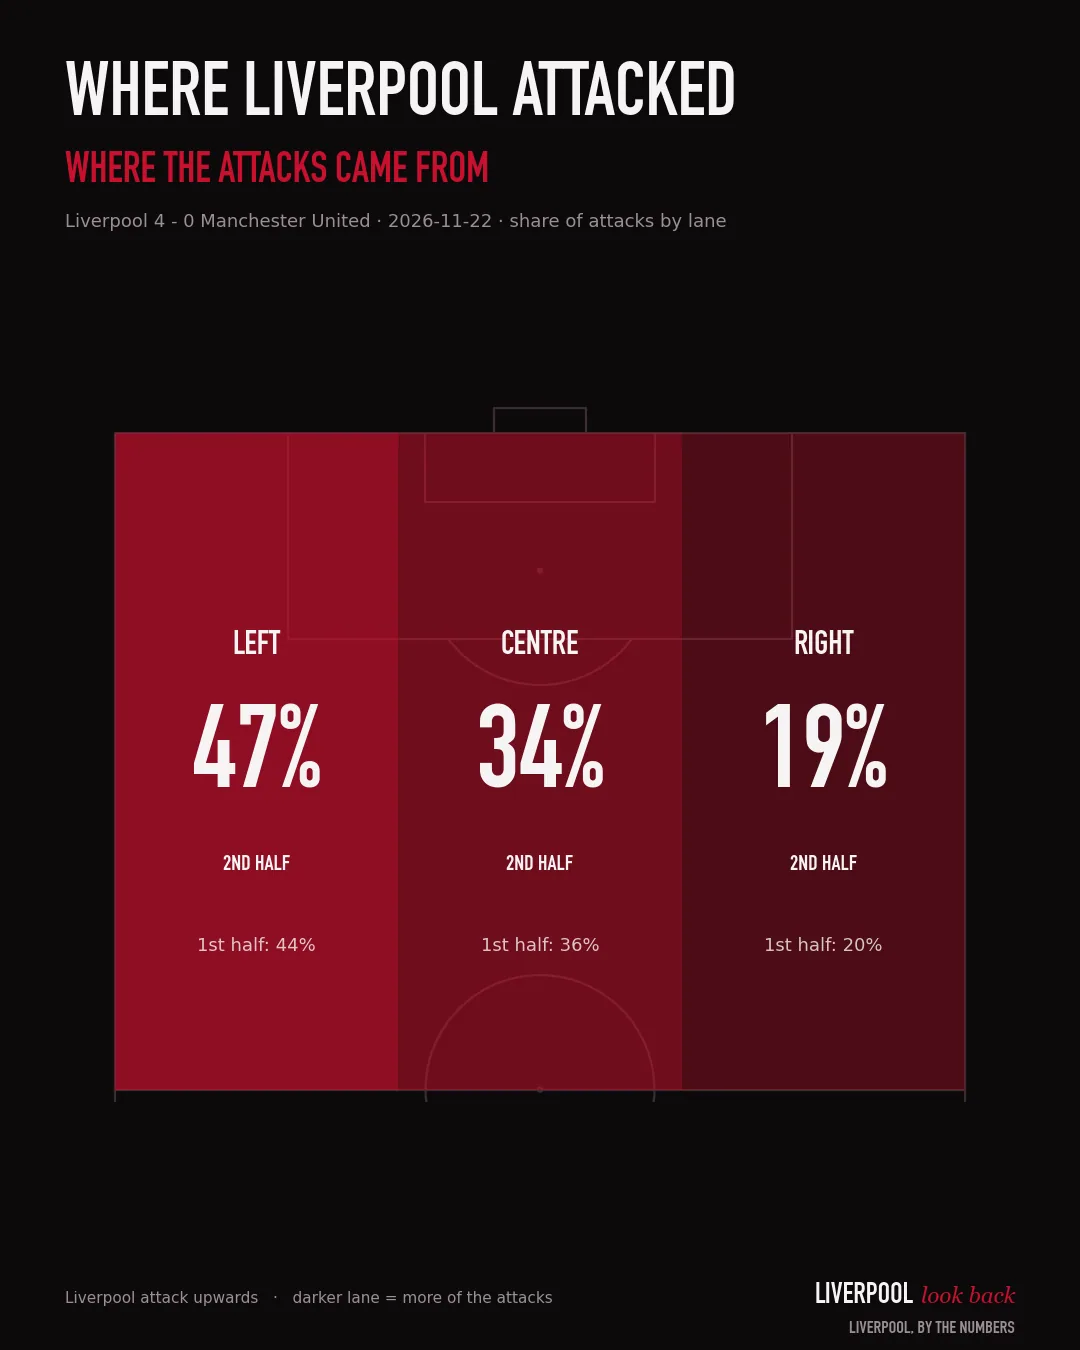 WHERE LIVERPOOL ATTACKED
WHERE THE ATTACKS CAME FROM
Liverpool 4 - 0 Manchester United · 2026-11-22 · share of attacks by lane
LEFT
CENTRE
RIGHT
47%
34%
19%
2ND HALF
2ND HALF
2ND HALF
1st half: 44%
1st half: 36%
1st half: 20%
Liverpool attack upwards · darker lane = more of the attacks
LIVERPOOL look back
LIVERPOOL, BY THE NUMBERS